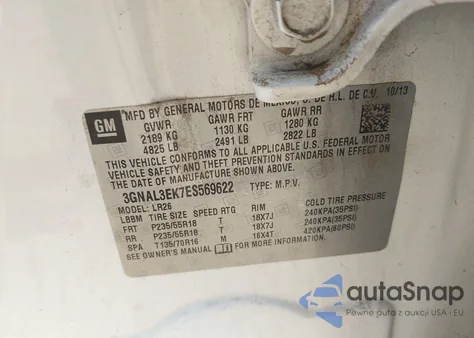 GM
MFD BY GENERAL MOTORS DE MEXICO, S. DE R.L. DE C.V. 10/13
GVWR GAWR FRT GAWR RR
2189 KG 1130 KG 1280 KG
4825 LB 2491 LB 2822 LB
THIS VEHICLE CONFORMS TO ALL APPLICABLE U.S. FEDERAL MOTOR
VEHICLE SAFETY AND THEFT PREVENTION STANDARDS IN EFFECT ON
THE DATE OF MANUFACTURE SHOWN ABOVE.
3GNAL3EK7ES569622 TYPE: M.P.V.
MODEL: LR26
LBBM TIRE SIZE SPEED RTG RIM COLD TIRE PRESSURE
FRT P235/55R18 T 18X7J 240KPA(35PSI)
RR P235/55R18 T 18X7J 240KPA(35PSI)
SPA T135/70R16 M 16X4T 420KPA(60PSI)
SEE OWNER'S MANUAL
autoSnap
Pewne auta z aukcji USA • EU